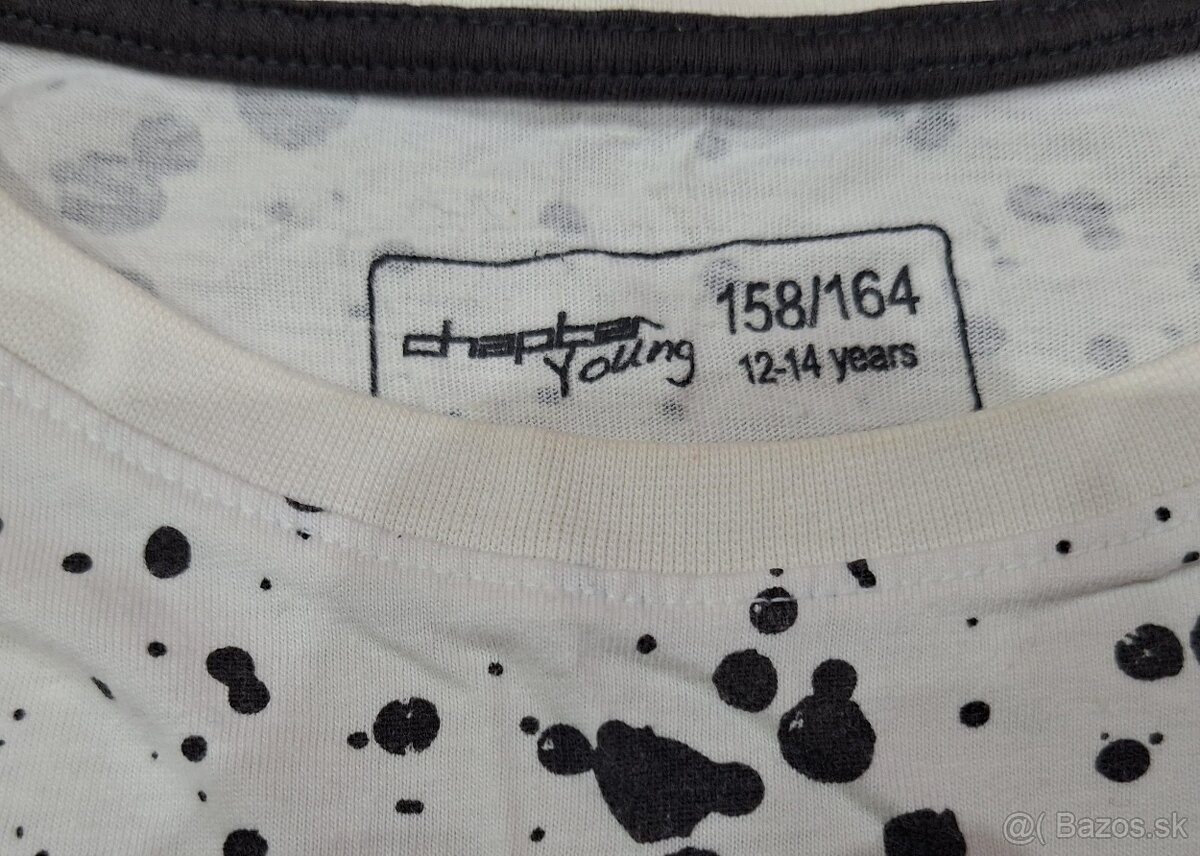 chapter
Young
158/164
12-14 years
@( Bazos.sk